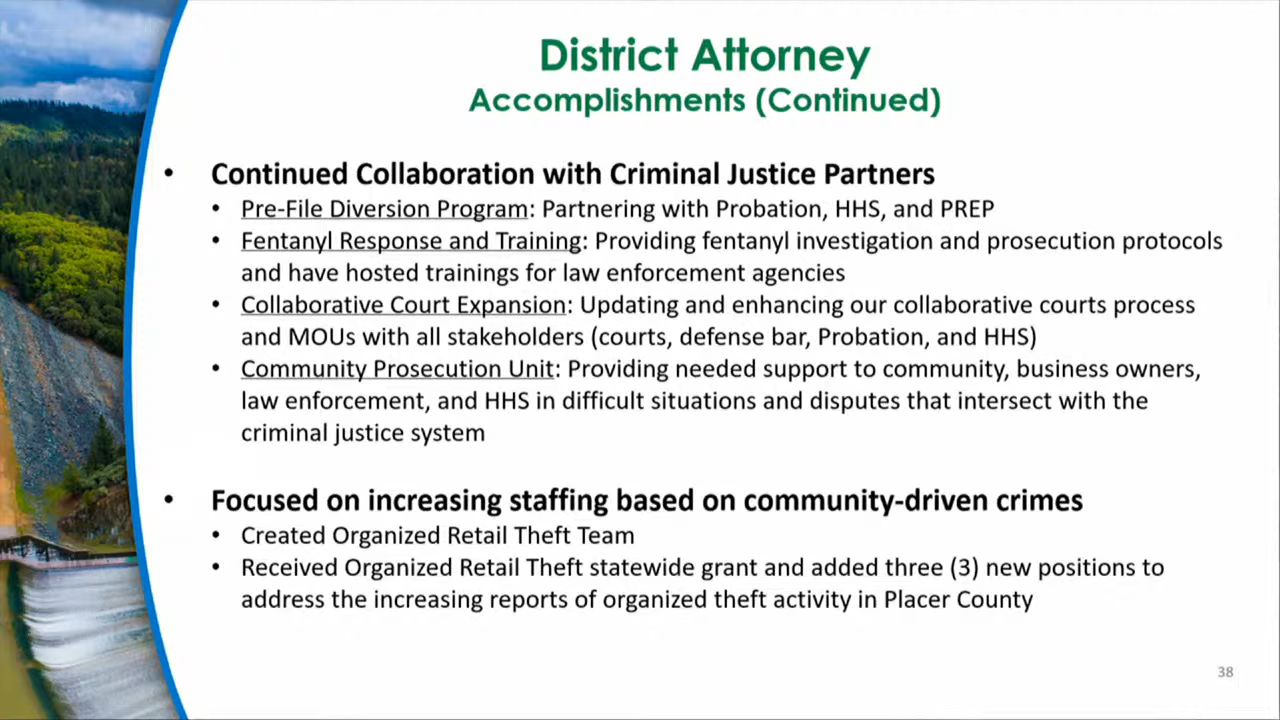 District Attorney
Accomplishments (Continued)
• Continued Collaboration with Criminal Justice Partners
• Pre-File Diversion Program: Partnering with Probation, HHS, and PREP
• Fentanyl Response and Training: Providing fentanyl investigation and prosecution protocols
and have hosted trainings for law enforcement agencies
• Collaborative Court Expansion: Updating and enhancing our collaborative courts process
and MOUs with all stakeholders (courts, defense bar, Probation, and HHS)
• Community Prosecution Unit: Providing needed support to community, business owners,
law enforcement, and HHS in difficult situations and disputes that intersect with the
criminal justice system
• Focused on increasing staffing based on community-driven crimes
• Created Organized Retail Theft Team
• Received Organized Retail Theft statewide grant and added three (3) new positions to
address the increasing reports of organized theft activity in Placer County
38